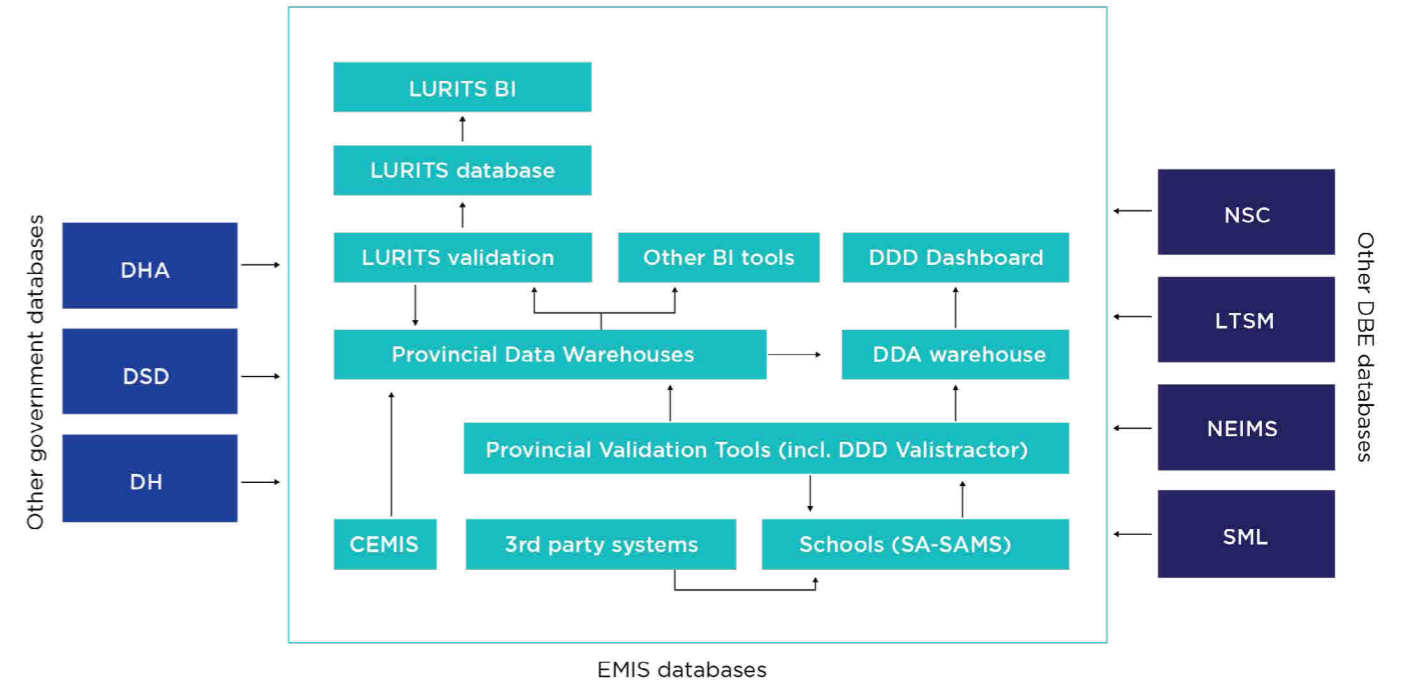 Other government databases
DHA
DSD
DH
LURITS BI
LURITS database
LURITS validation
Other BI tools
DDD Dashboard
Provincial Data Warehouses
DDA warehouse
Provincial Validation Tools (incl. DDD Valistractor)
CEMIS
3rd party systems
Schools (SA-SAMS)
EMIS databases
NSC
LTSM
NEIMS
SML
Other DBE databases